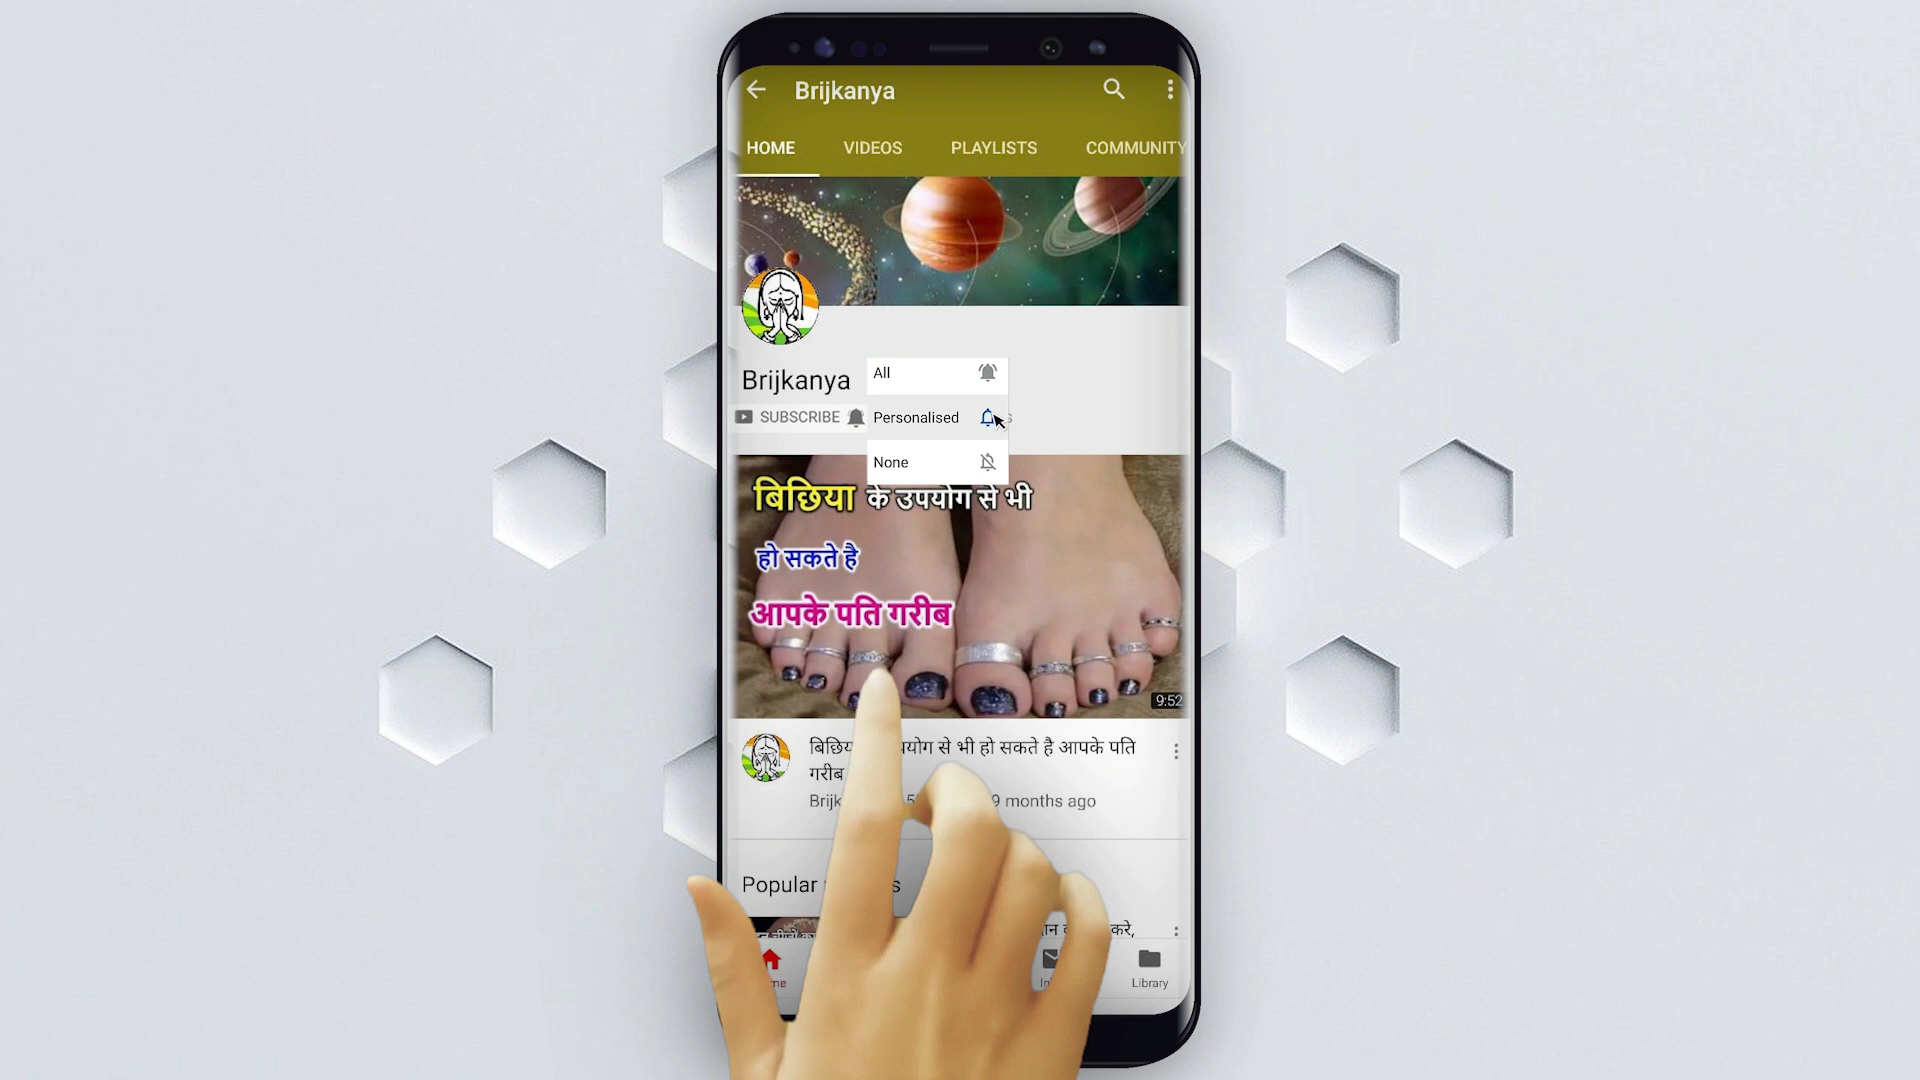 Brijkanya
HOME VIDEOS PLAYLISTS COMMUNITY
Brijkanya
All
SUBSCRIBE
Personalised
None
बिछिया के उपयोग से भी
हो सकते है
आपके पति गरीब
9:52
से भी हो सकते है आपके पति
गरीब
9 months ago
Popular
करे,
Library